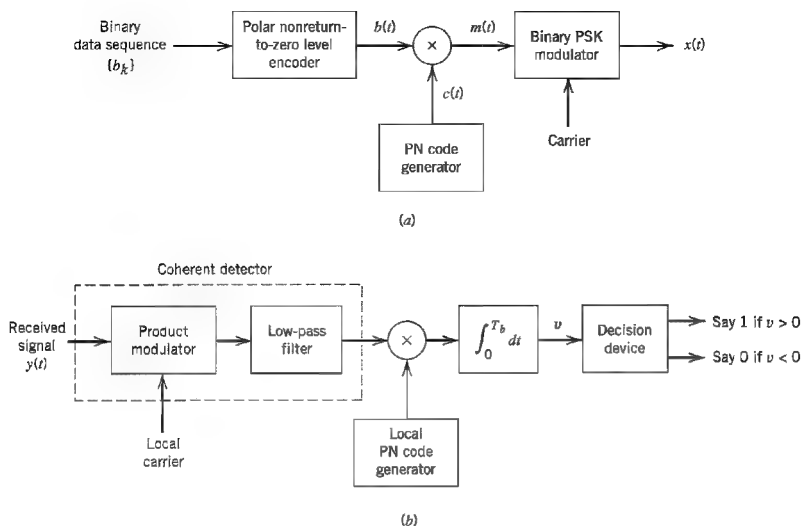 Binary
data sequence
{b_k}
Polar nonreturn-
to-zero level
encoder
b(t)
×
m(t)
Binary PSK
modulator
x(t)
c(t)
PN code
generator
Carrier
(a)
Coherent detector
Received
signal
y(t)
Product
modulator
Low-pass
filter
×
∫₀^{T_b} dt
v
Decision
device
Say 1 if v > 0
Say 0 if v < 0
Local
carrier
Local
PN code
generator
(b)